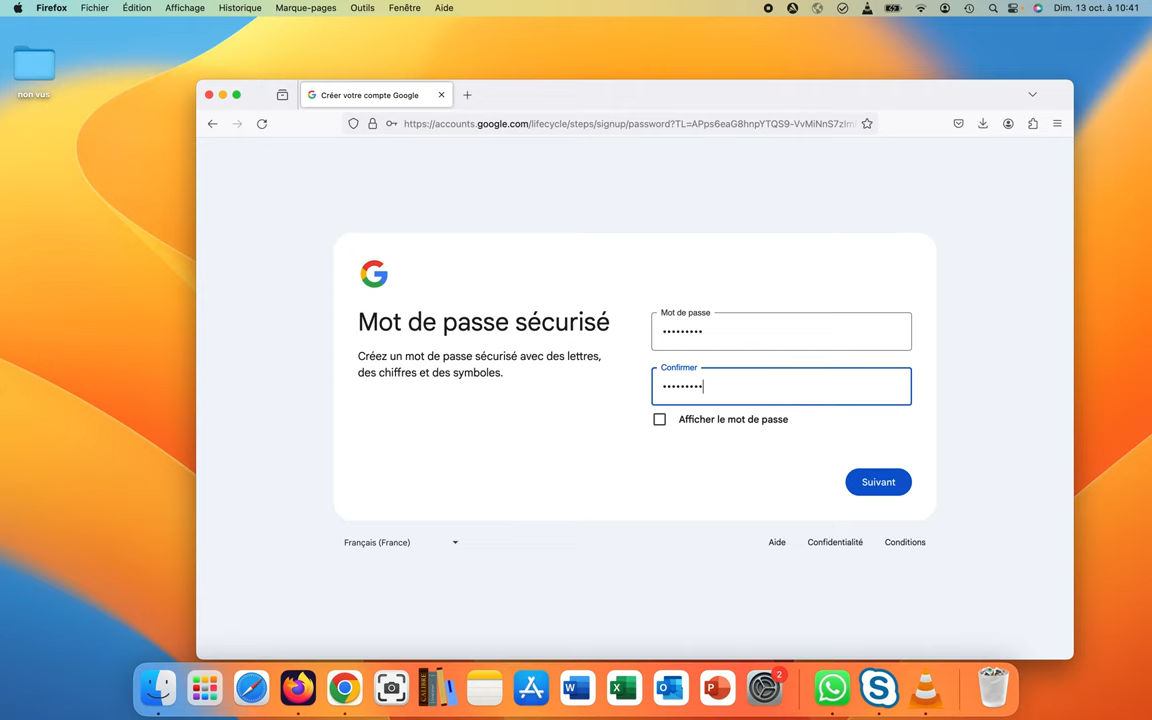 Firefox Fichier Édition Affichage Historique Marque-pages Outils Fenêtre Aide Dim. 13 oct. à 10:41
non vus
Créer votre compte Google
https://accounts.google.com/lifecycle/steps/signup/password?TL=APps6eaG8hnpYTQS9-VvMiNnS7zIm
Mot de passe sécurisé
Créez un mot de passe sécurisé avec des lettres,
des chiffres et des symboles.
Mot de passe
•••••••••
Confirmer
•••••••••
Afficher le mot de passe
Suivant
Français (France) Aide Confidentialité Conditions
CALIBRE
2